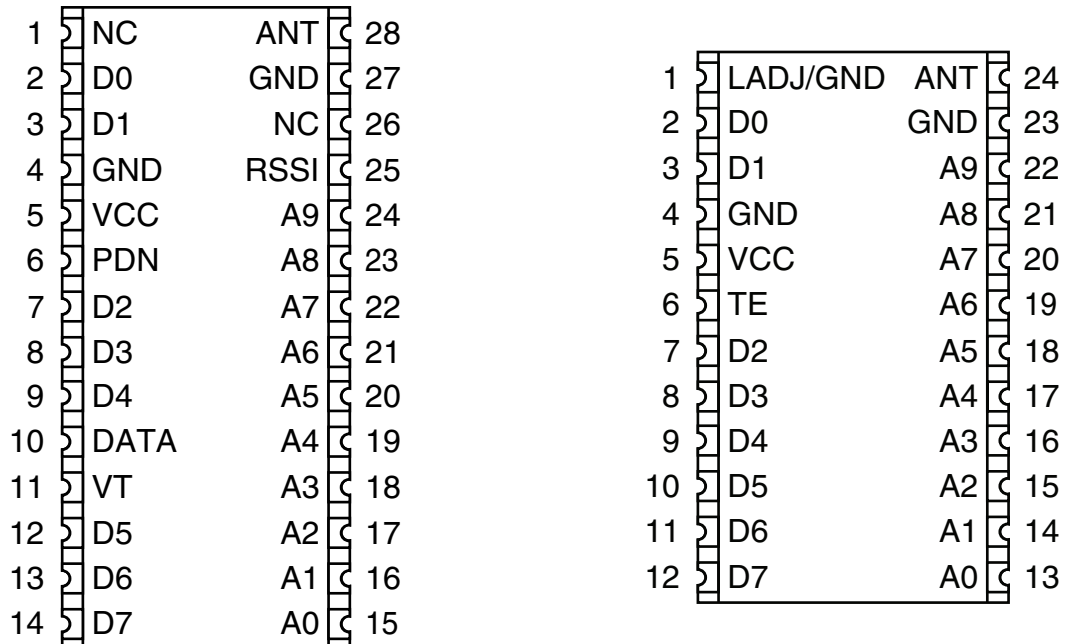 1 NC ANT 28
2 D0 GND 27
3 D1 NC 26
4 GND RSSI 25
5 VCC A9 24
6 PDN A8 23
7 D2 A7 22
8 D3 A6 21
9 D4 A5 20
10 DATA A4 19
11 VT A3 18
12 D5 A2 17
13 D6 A1 16
14 D7 A0 15
1 LADJ/GND ANT 24
2 D0 GND 23
3 D1 A9 22
4 GND A8 21
5 VCC A7 20
6 TE A6 19
7 D2 A5 18
8 D3 A4 17
9 D4 A3 16
10 D5 A2 15
11 D6 A1 14
12 D7 A0 13